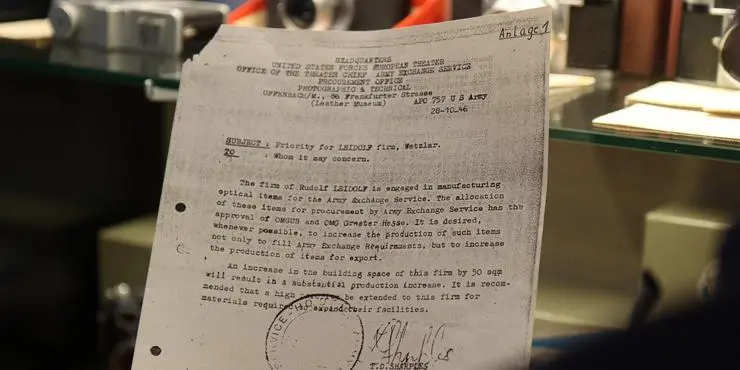 Anlage 1
HEADQUARTERS
UNITED STATES FORCES EUROPEAN THEATER
OFFICE OF THE THEATER CHIEF ARMY EXCHANGE SERVICE
PROCUREMENT OFFICE
PHOTOGRAPHIC & TECHNICAL
OFFENBACH/M., 86 Frankfurter Strasse
(Leather Museum) APO 757 U S Army
28-10-46
SUBJECT : Priority for LEIDOLF firm, Wetzlar.
TO : Whom it may concern.
The firm of Rudolf LEIDOLF is engaged in manufacturing
optical items for the Army Exchange Service. The allocation
of these items for procurement by Army Exchange Service has the
approval of OMGUS and OMG Greater Hesse. It is desired,
whenever possible, to increase the production of such items
not only to fill Army Exchange Requirements, but to increase
the production of items for export.
An increase in the building space of this firm by 50 sqm
will result in a substantial production increase. It is recom-
mended that a high be extended to this firm for
materials required to expand their facilities.
T.D. SHARPLES